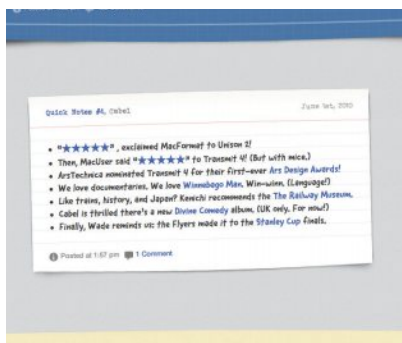 Quick Notes #1, Cabel
June 1st, 2010
• "★★★★★" , exclaimed MacFormat to Unison 2!
• Then, MacUser said "★★★★★" to Transmit 4! (But with mice.)
• ArsTechnica nominated Transmit 4 for their first-ever Ars Design Awards!
• We love documentaries. We love Winnebago Man. Win-winn. (Language!)
• Like trains, history, and Japan? Kenichi recommends the The Railway Museum.
• Cabel is thrilled there's a new Divine Comedy album. (UK only. For now!)
• Finally, Wade reminds us: the Flyers made it to the Stanley Cup finals.
Posted at 1:57 pm 1 Comment